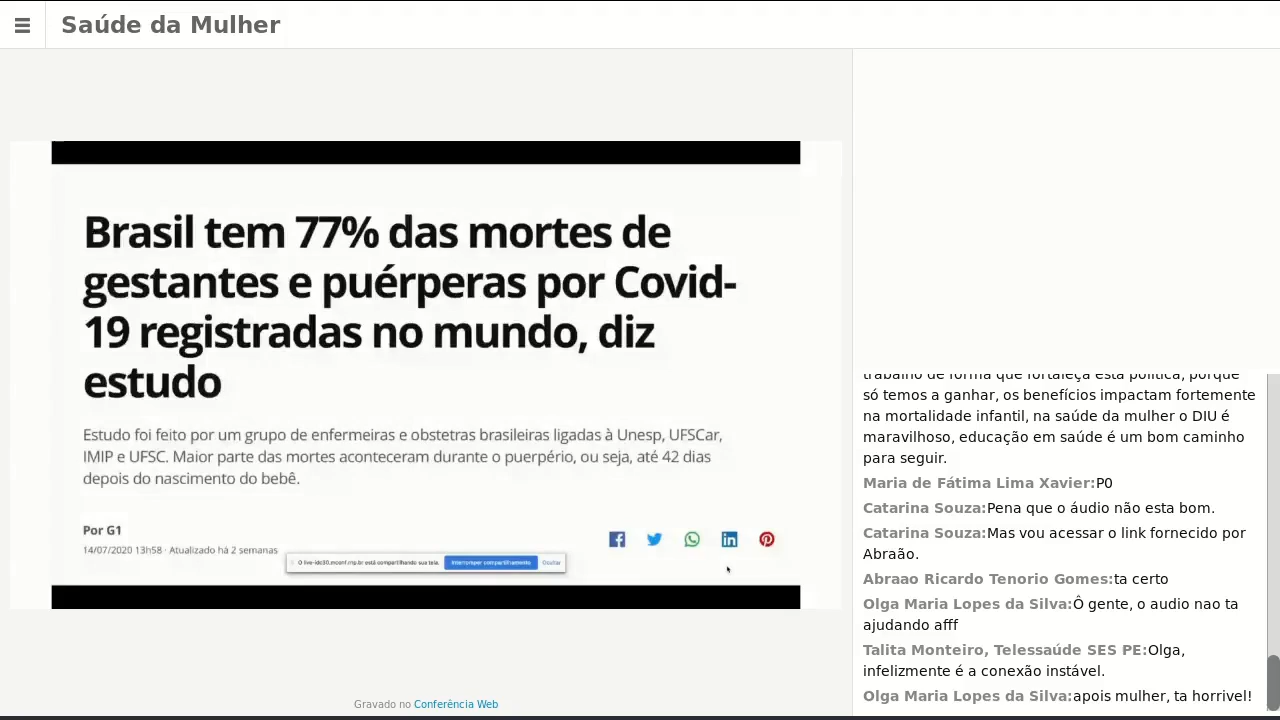 Saúde da Mulher
Brasil tem 77% das mortes de
gestantes e puérperas por Covid-
19 registradas no mundo, diz
estudo
Estudo foi feito por um grupo de enfermeiras e obstetras brasileiras ligadas à Unesp, UFSCar,
IMIP e UFSC. Maior parte das mortes aconteceram durante o puerpério, ou seja, até 42 dias
depois do nascimento do bebê.
Por G1
14/07/2020 13h58 · Atualizado há 2 semanas
está compartilhando sua tela.
Interromper compartilhamento
Ocultar
trabalho de forma que fortaleça esta política, porque
só temos a ganhar, os benefícios impactam fortemente
na mortalidade infantil, na saúde da mulher o DIU é
maravilhoso, educação em saúde é um bom caminho
para seguir.
Maria de Fátima Lima Xavier:P0
Catarina Souza:Pena que o áudio não esta bom.
Catarina Souza:Mas vou acessar o link fornecido por
Abraão.
Abraao Ricardo Tenorio Gomes:ta certo
Olga Maria Lopes da Silva:Ô gente, o audio nao ta
ajudando afff
Talita Monteiro, Telessaúde SES PE:Olga,
infelizmente é a conexão instável.
Olga Maria Lopes da Silva:apois mulher, ta horrivel!
Gravado no Conferência Web